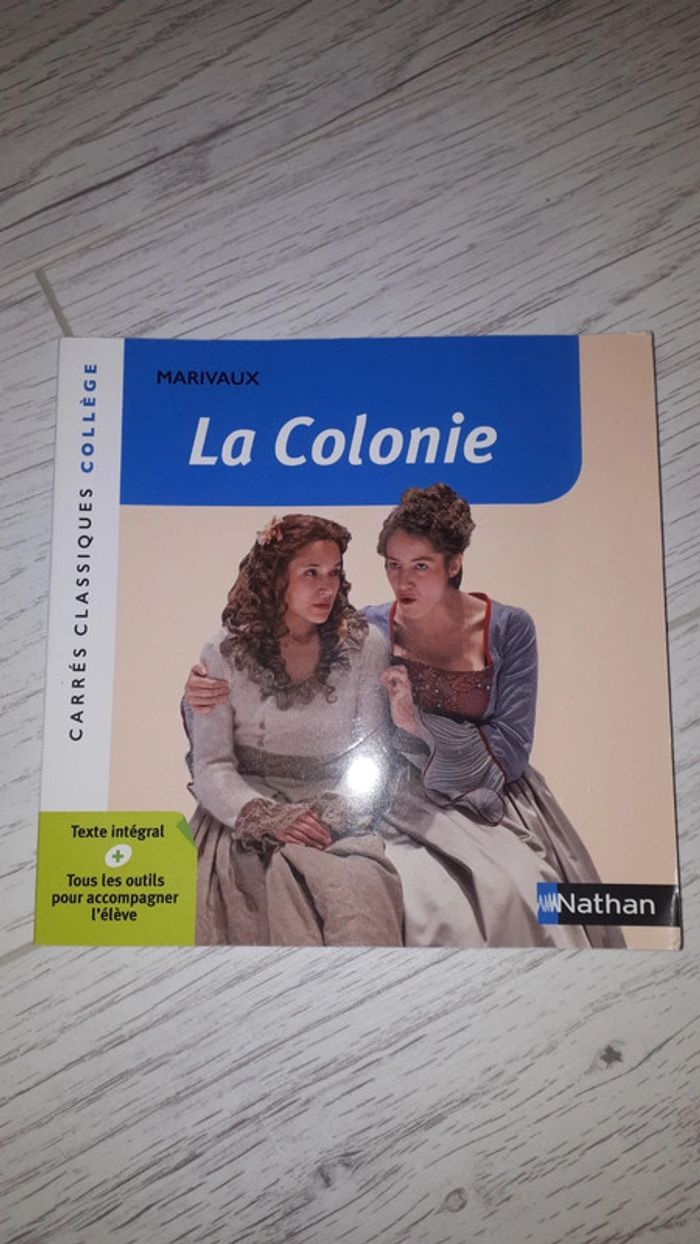 MARIVAUX
La Colonie
CARRÉS CLASSIQUES COLLÈGE
Texte intégral
+
Tous les outils
pour accompagner
l'élève
Nathan